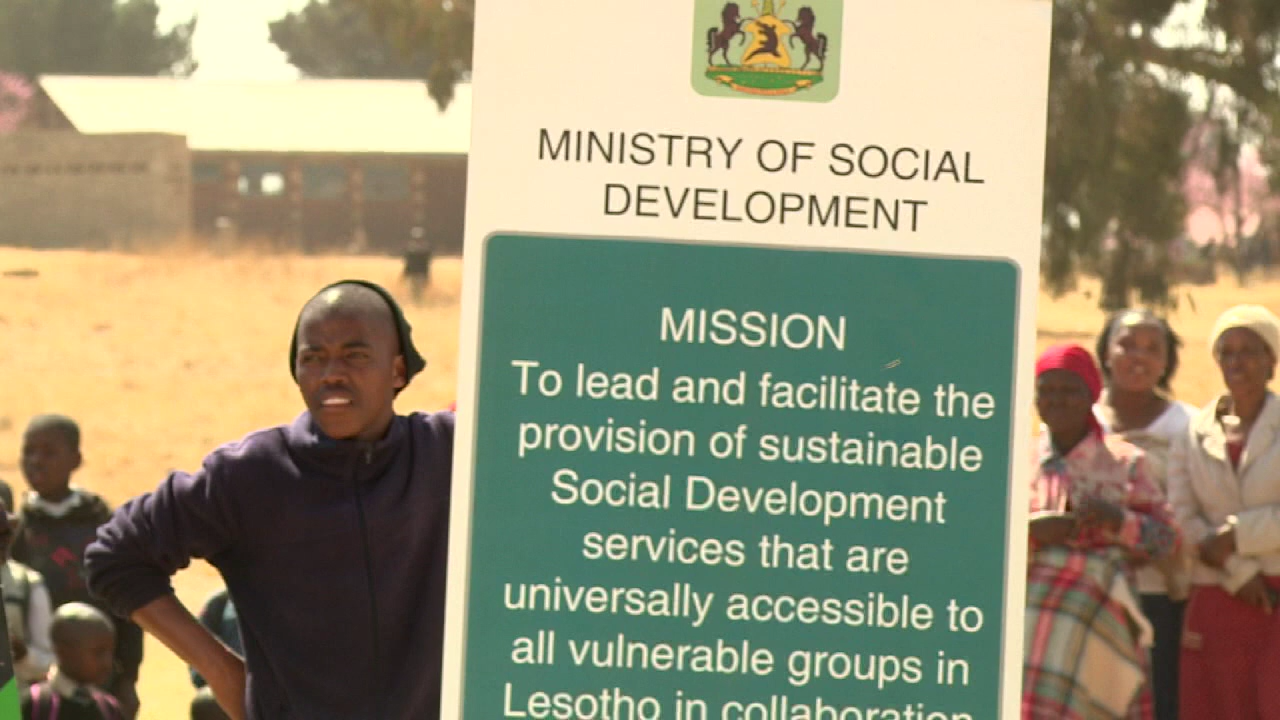 MINISTRY OF SOCIAL
DEVELOPMENT
MISSION
To lead and facilitate the
provision of sustainable
Social Development
services that are
universally accessible to
all vulnerable groups in
Lesotho in collaboration